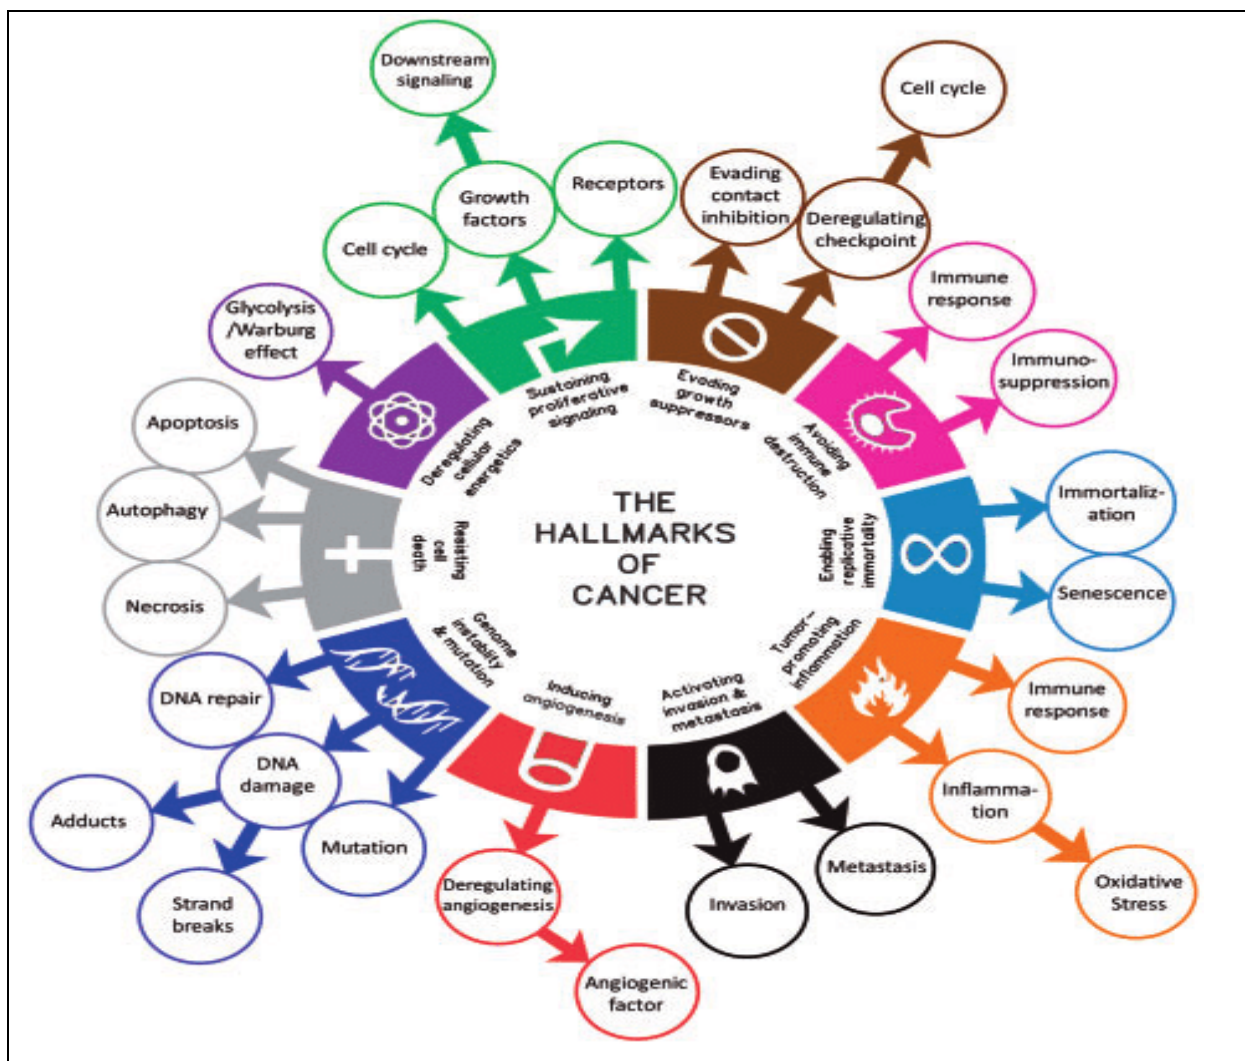 Downstream
signaling
Cell cycle
Growth
factors
Receptors
Evading
contact
inhibition
Deregulating
checkpoint
Cell cycle
Cell cycle
Immune
response
Immuno-
suppression
Glycolysis
/Warburg
effect
Apoptosis
Autophagy
Necrosis
Sustaining
proliferative
signaling
Evading
growth
suppressors
Avoiding
immune
destruction
Deregulating
cellular
energetics
Resisting
cell
death
THE
HALLMARKS
OF
CANCER
Enabling
replicative
immortality
Immortaliz-
ation
Senescence
Genome
instability
& mutation
Inducing
angiogenesis
Activating
invasion &
metastasis
Tumor-
promoting
inflammation
DNA repair
DNA
damage
Adducts
Strand
breaks
Mutation
Deregulating
angiogenesis
Angiogenic
factor
Invasion
Metastasis
Immune
response
Inflamma-
tion
Oxidative
Stress